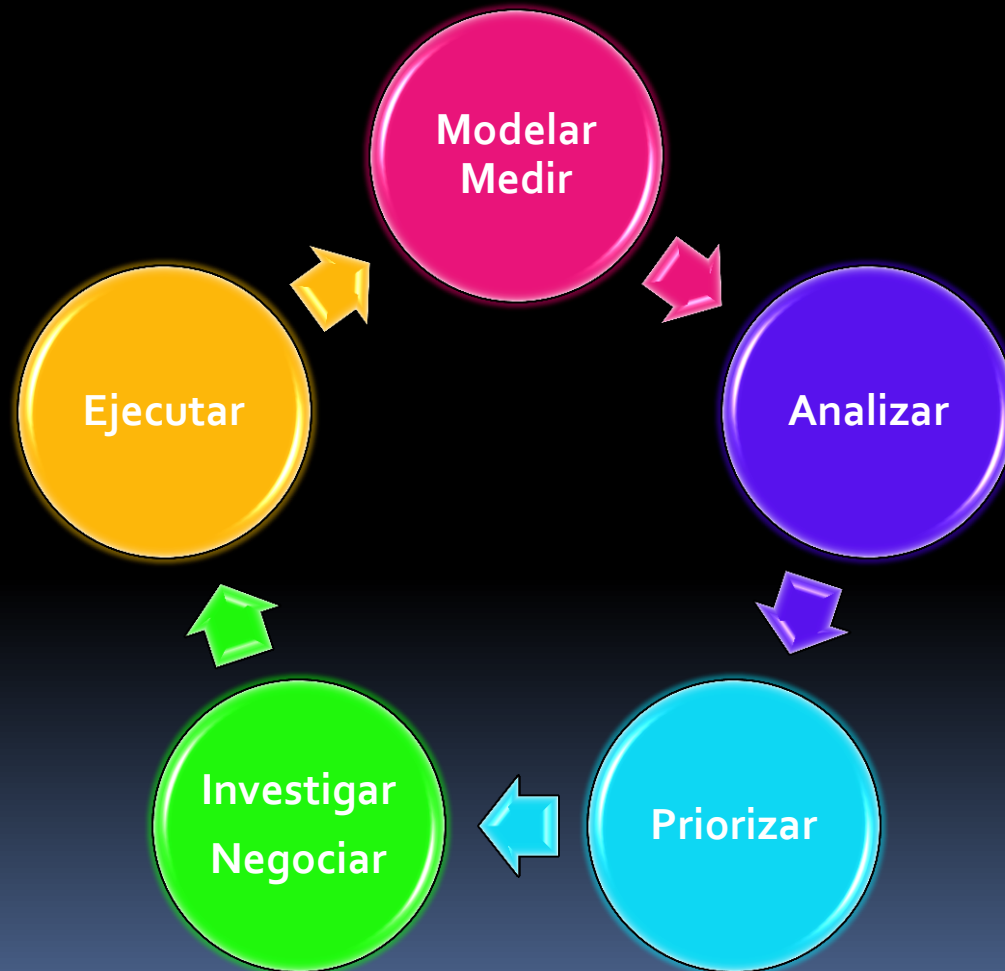 Modelar
Medir
Analizar
Priorizar
Investigar
Negociar
Ejecutar